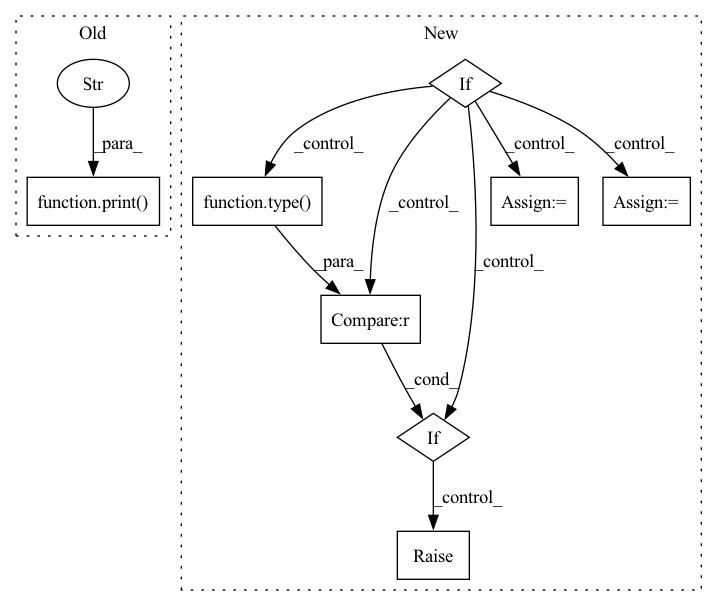 Old
New
Str
If
_para_
_control_
_control_
_control_
_control_
function.print()
function.type()
Assign:=
Assign:=
_para_
_control_
Compare:r
_cond_
If
_control_
Raise